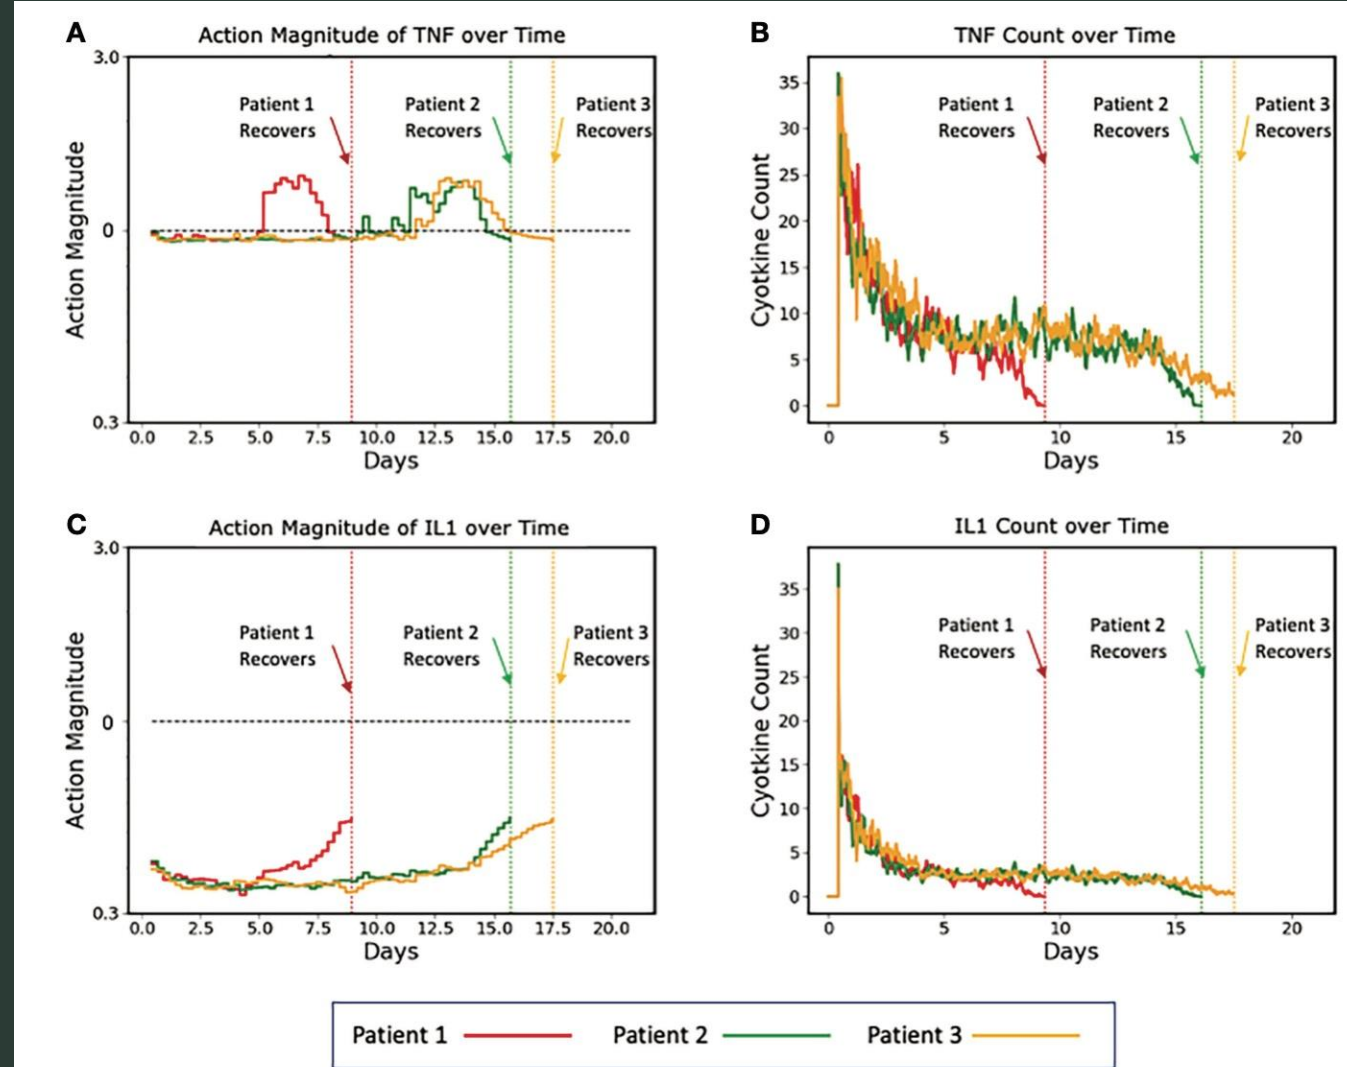 A
Action Magnitude of TNF over Time
3.0
Patient 1
Recovers
Patient 2
Recovers
Patient 3
Recovers
Action Magnitude
0
0.3
0.0 2.5 5.0 7.5 10.0 12.5 15.0 17.5 20.0
Days
B
TNF Count over Time
35
30
25
20
15
10
5
0
Patient 1
Recovers
Patient 2
Recovers
Patient 3
Recovers
Cyotkine Count
0 5 10 15 20
Days
C
Action Magnitude of IL1 over Time
3.0
Patient 1
Recovers
Patient 2
Recovers
Patient 3
Recovers
Action Magnitude
0
0.3
0.0 2.5 5.0 7.5 10.0 12.5 15.0 17.5 20.0
Days
D
IL1 Count over Time
35
30
25
20
15
10
5
0
Patient 1
Recovers
Patient 2
Recovers
Patient 3
Recovers
Cyotkine Count
0 5 10 15 20
Days
Patient 1 Patient 2 Patient 3